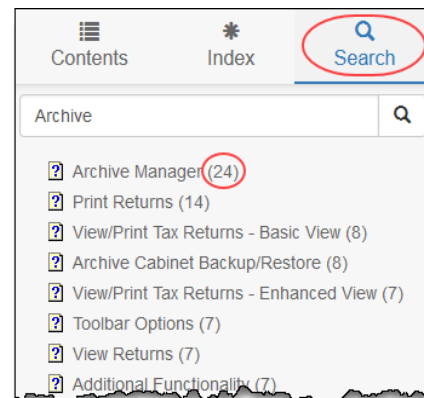 Contents Index Search
Archive
Archive Manager (24)
Print Returns (14)
View/Print Tax Returns - Basic View (8)
Archive Cabinet Backup/Restore (8)
View/Print Tax Returns - Enhanced View (7)
Toolbar Options (7)
View Returns (7)
Additional Functionality (7)